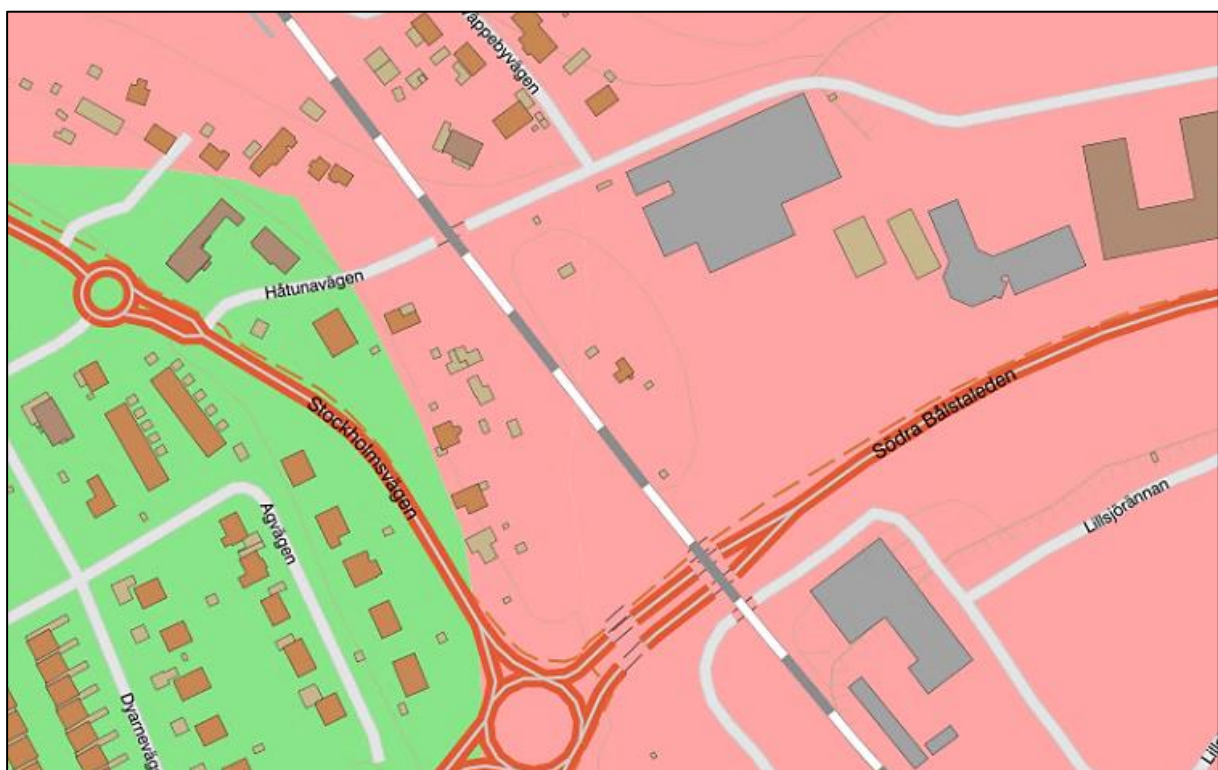 Håtunavägen
Stockholmsvägen
Södra Bålstaleden
Lillsjörännan
Agvägen